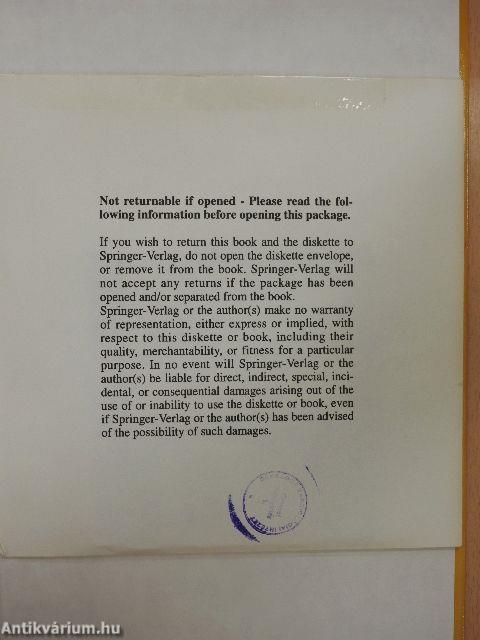 Not returnable if opened - Please read the fol-
lowing information before opening this package.
If you wish to return this book and the diskette to
Springer-Verlag, do not open the diskette envelope,
or remove it from the book. Springer-Verlag will
not accept any returns if the package has been
opened and/or separated from the book.
Springer-Verlag or the author(s) make no warranty
of representation, either express or implied, with
respect to this diskette or book, including their
quality, merchantability, or fitness for a particular
purpose. In no event will Springer-Verlag or the
author(s) be liable for direct, indirect, special, inci-
dental, or consequential damages arising out of the
use of or inability to use the diskette or book, even
if Springer-Verlag or the author(s) has been advised
of the possibility of such damages.
Antikvárium.hu